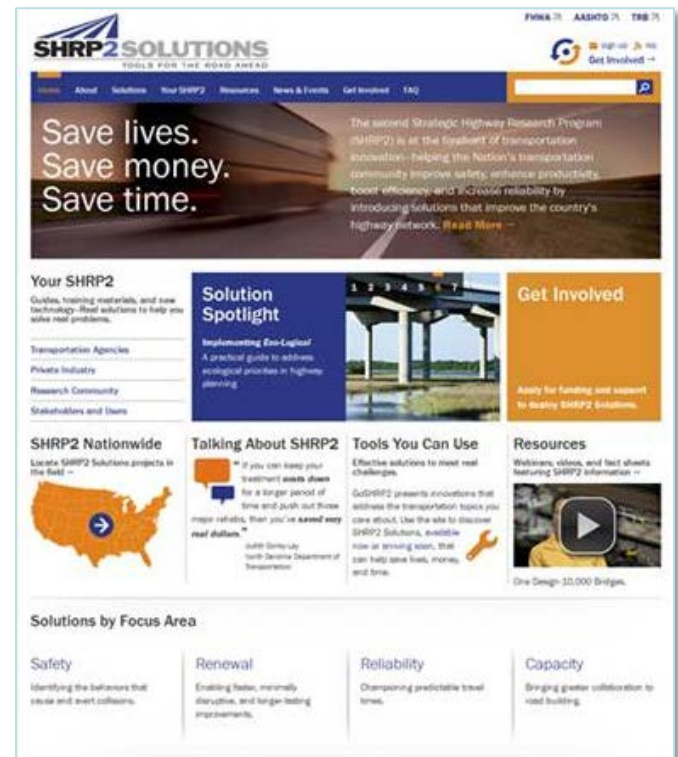 FHWA AASHTO TRB
SHRP2SOLUTIONS
TOOLS FOR THE ROAD AHEAD
sign up
Get Involved →
Home About Solutions Your SHRP2 Resources News & Events Get Involved FAQ
Save lives.
Save money.
Save time.
The second Strategic Highway Research Program
(SHRP2) is at the forefront of transportation
innovation–helping the Nation's transportation
community improve safety, enhance productivity,
boost efficiency, and increase reliability by
introducing solutions that improve the country's
highway network. Read More →
Your SHRP2
Guides, training materials, and new
technology–Real solutions to help you
solve real problems.
Transportation Agencies
Private Industry
Research Community
Stakeholders and Users
Solution
Spotlight
Implementing Eco-Logical
A practical guide to address
ecological priorities in highway
planning
1 2 3 4 5 6 7
Get Involved
Apply for funding and support
to deploy SHRP2 Solutions.
SHRP2 Nationwide
Locate SHRP2 Solutions projects in
the field →
Talking About SHRP2
" If you can keep your
treatment costs down
for a longer period of
time and push out those
major rehabs, then you've saved very
real dollars."
North Carolina Department of
Transportation
Tools You Can Use
Effective solutions to meet real
challenges.
GoSHRP2 presents innovations that
address the transportation topics you
care about. Use the site to discover
SHRP2 Solutions, available
now or arriving soon, that
can help save lives, money,
and time.
Resources
Webinars, videos, and fact sheets
featuring SHRP2 information →
One Design-10,000 Bridges.
Solutions by Focus Area
Safety
Identifying the behaviors that
cause and avert collisions.
Renewal
Enabling faster, minimally
disruptive, and longer-lasting
improvements.
Reliability
Championing predictable travel
times.
Capacity
Bringing greater collaboration to
road building.